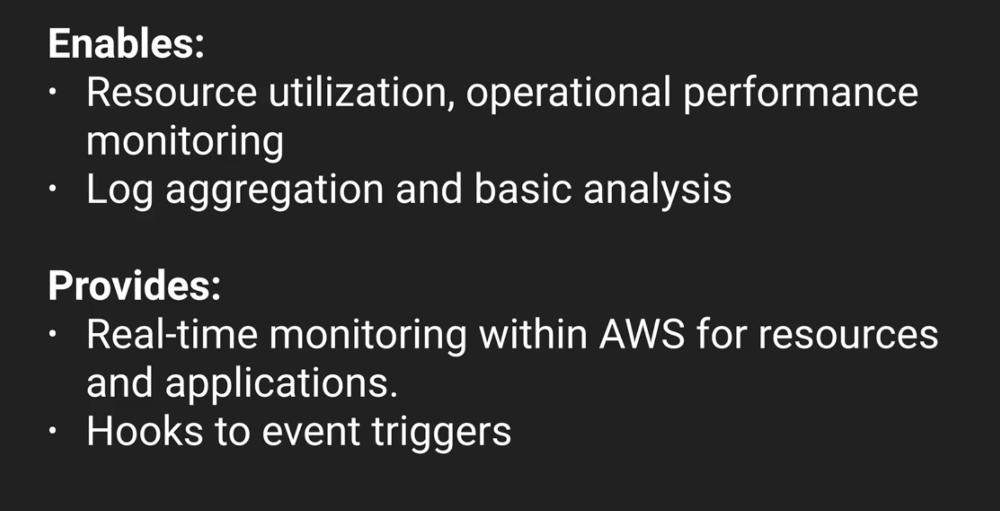 Enables:
• Resource utilization, operational performance
monitoring
• Log aggregation and basic analysis
Provides:
• Real-time monitoring within AWS for resources
and applications.
• Hooks to event triggers